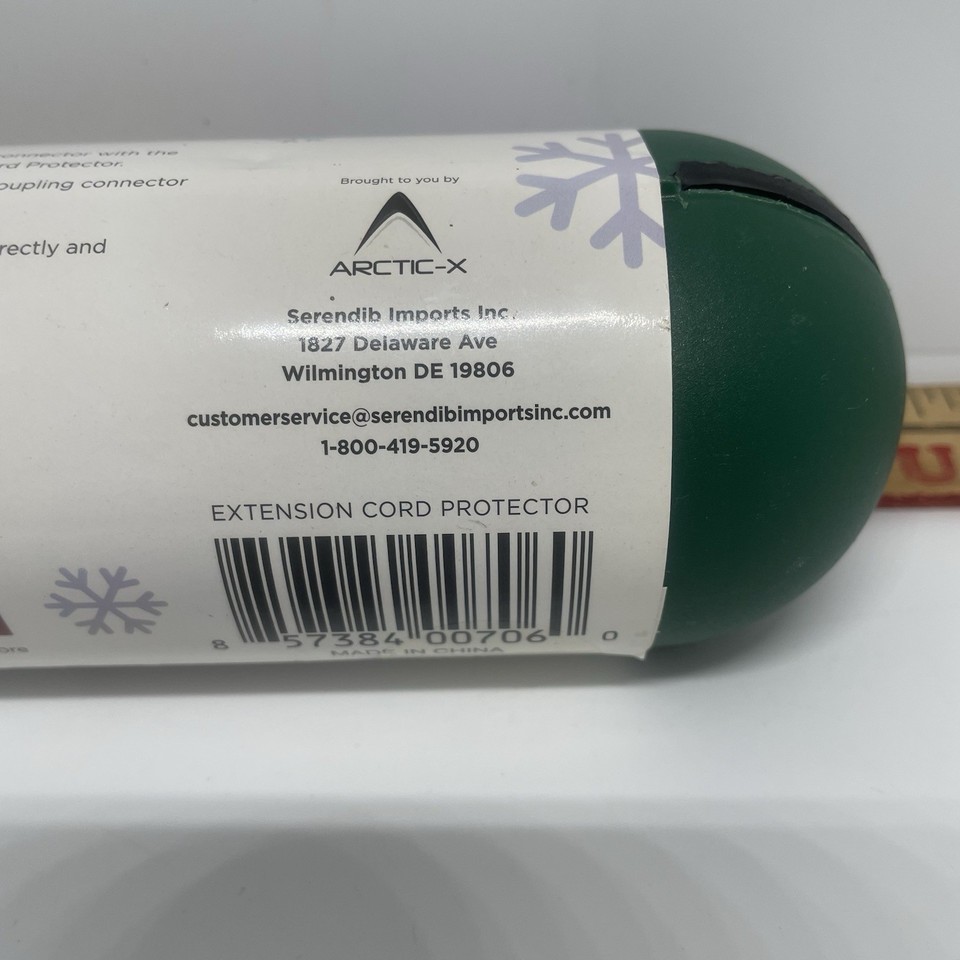 onnector with the
rd Protector.
oupling connector
rectly and
Brought to you by
ARCTIC-X
Serendib Imports Inc.
1827 Delaware Ave
Wilmington DE 19806
customerservice@serendibimportsinc.com
1-800-419-5920
EXTENSION CORD PROTECTOR
8 57384 00706 0
MADE IN CHINA
ors
U